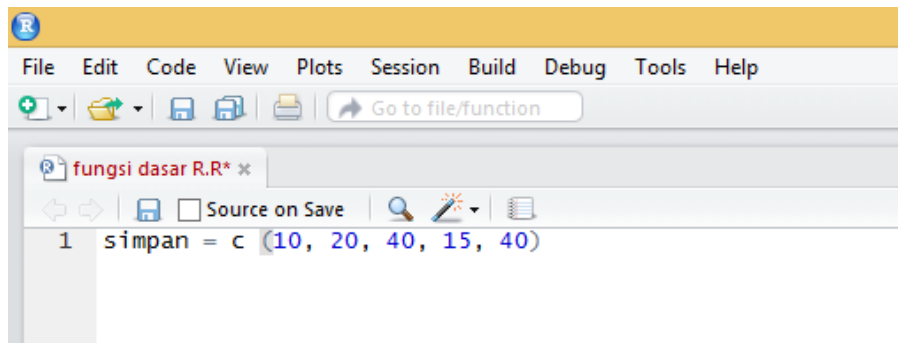 R
File Edit Code View Plots Session Build Debug Tools Help
Go to file/function
fungsi dasar R.R*
Source on Save
1 simpan = c (10, 20, 40, 15, 40)